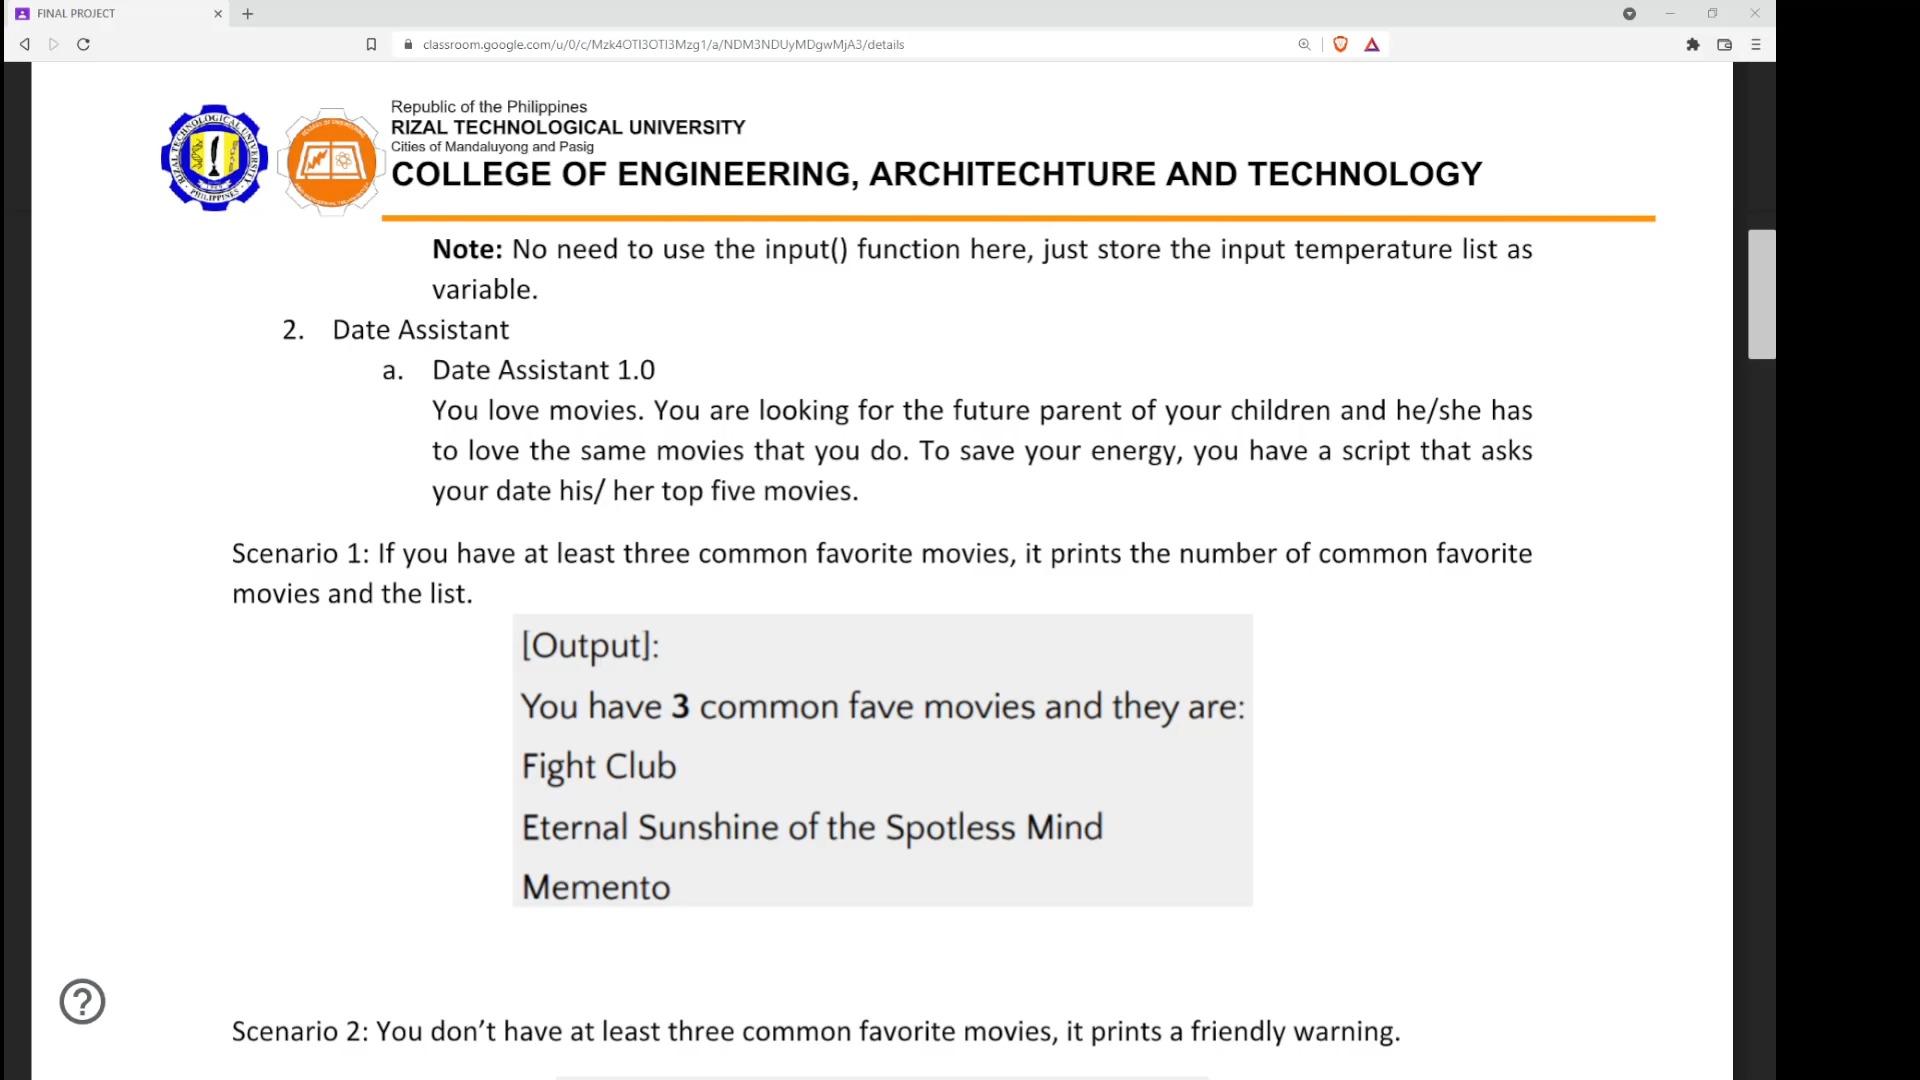 FINAL PROJECT
classroom.google.com/u/0/c/Mzk4OTI3OTI3Mzg1/a/NDM3NDUyMDgwMjA3/details
Republic of the Philippines
RIZAL TECHNOLOGICAL UNIVERSITY
Cities of Mandaluyong and Pasig
COLLEGE OF ENGINEERING, ARCHITECHTURE AND TECHNOLOGY
Note: No need to use the input() function here, just store the input temperature list as
variable.
2. Date Assistant
a. Date Assistant 1.0
You love movies. You are looking for the future parent of your children and he/she has
to love the same movies that you do. To save your energy, you have a script that asks
your date his/ her top five movies.
Scenario 1: If you have at least three common favorite movies, it prints the number of common favorite
movies and the list.
[Output]:
You have 3 common fave movies and they are:
Fight Club
Eternal Sunshine of the Spotless Mind
Memento
Scenario 2: You don’t have at least three common favorite movies, it prints a friendly warning.